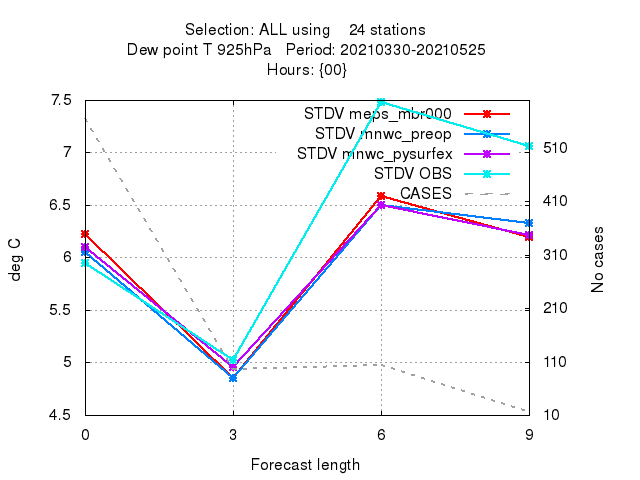 Selection: ALL using    24 stations
Dew point T 925hPa   Period: 20210330-20210525
Hours: {00}
7.5
7
6.5
6
5.5
5
4.5
deg C
STDV meps_mbr000
STDV mnwc_preop
STDV mnwc_pysurfex
STDV OBS
CASES
510
410
310
210
110
10
No cases
0
3
6
9
Forecast length